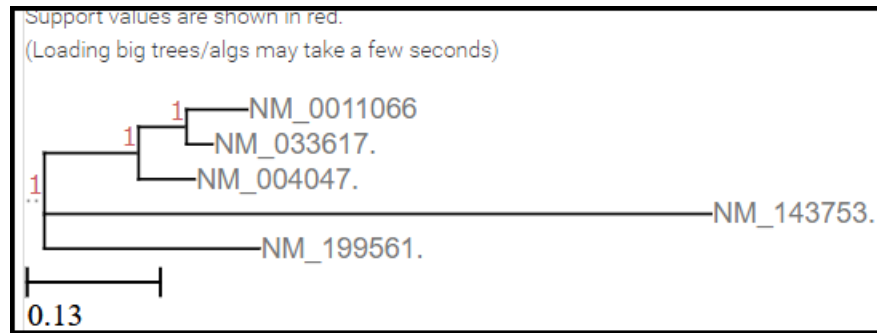 Support values are shown in red.
(Loading big trees/algs may take a few seconds)
1 NM_0011066
1 NM_033617.
NM_004047.
1
NM_143753.
NM_199561.
0.13